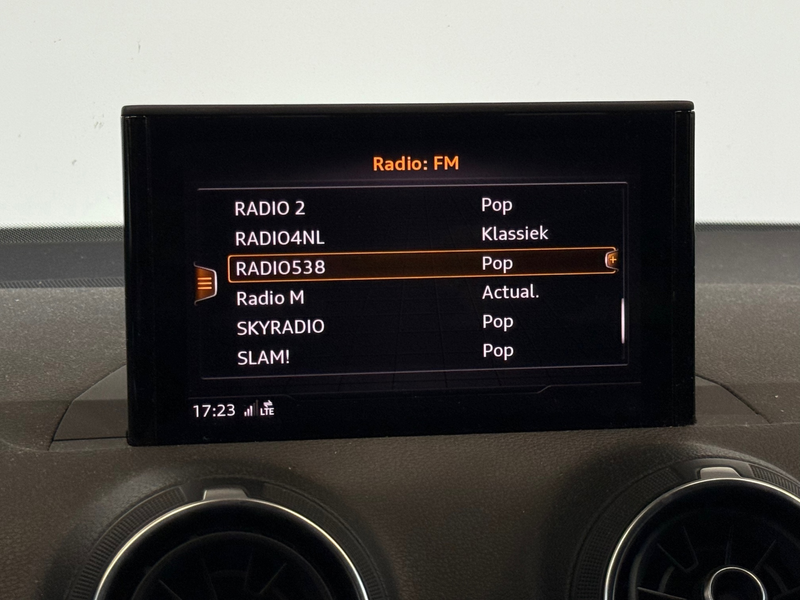 Radio: FM
RADIO 2 Pop
RADIO4NL Klassiek
RADIO538 Pop
Radio M Actual.
SKYRADIO Pop
SLAM! Pop
17:23 LTE